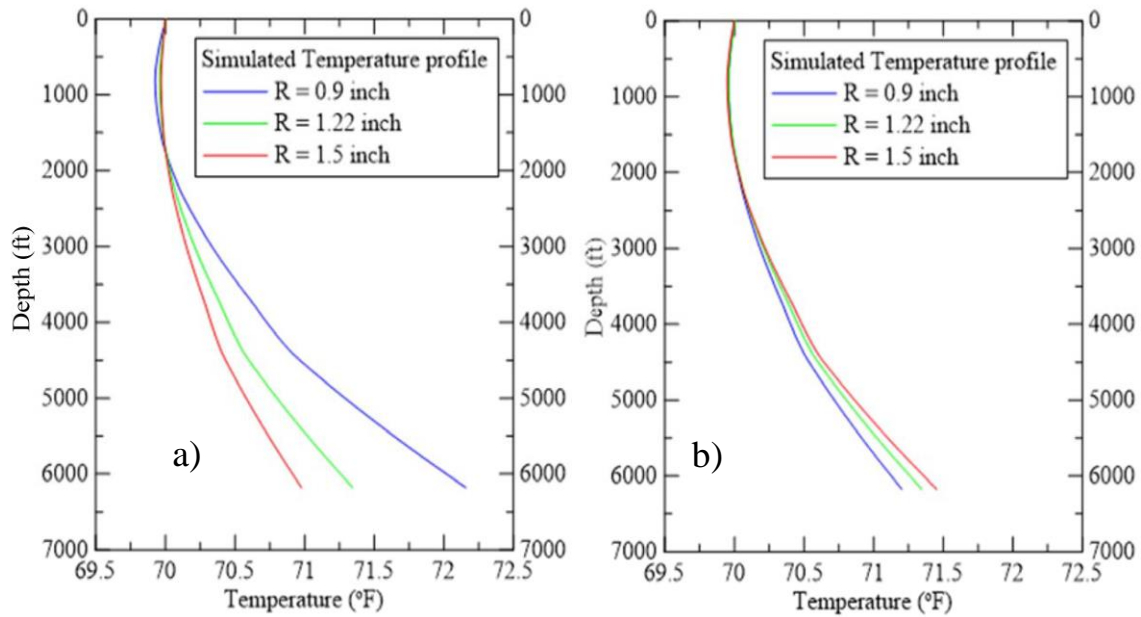 0
1000
2000
3000
4000
5000
6000
7000
Depth (ft)
Simulated Temperature profile
R = 0.9 inch
R = 1.22 inch
R = 1.5 inch
a)
0
1000
2000
3000
4000
5000
6000
7000
69.5 70 70.5 71 71.5 72 72.5
Temperature (ºF)
0
1000
2000
3000
4000
5000
6000
7000
Depth (ft)
Simulated Temperature profile
R = 0.9 inch
R = 1.22 inch
R = 1.5 inch
b)
0
1000
2000
3000
4000
5000
6000
7000
69.5 70 70.5 71 71.5 72 72.5
Temperature (ºF)